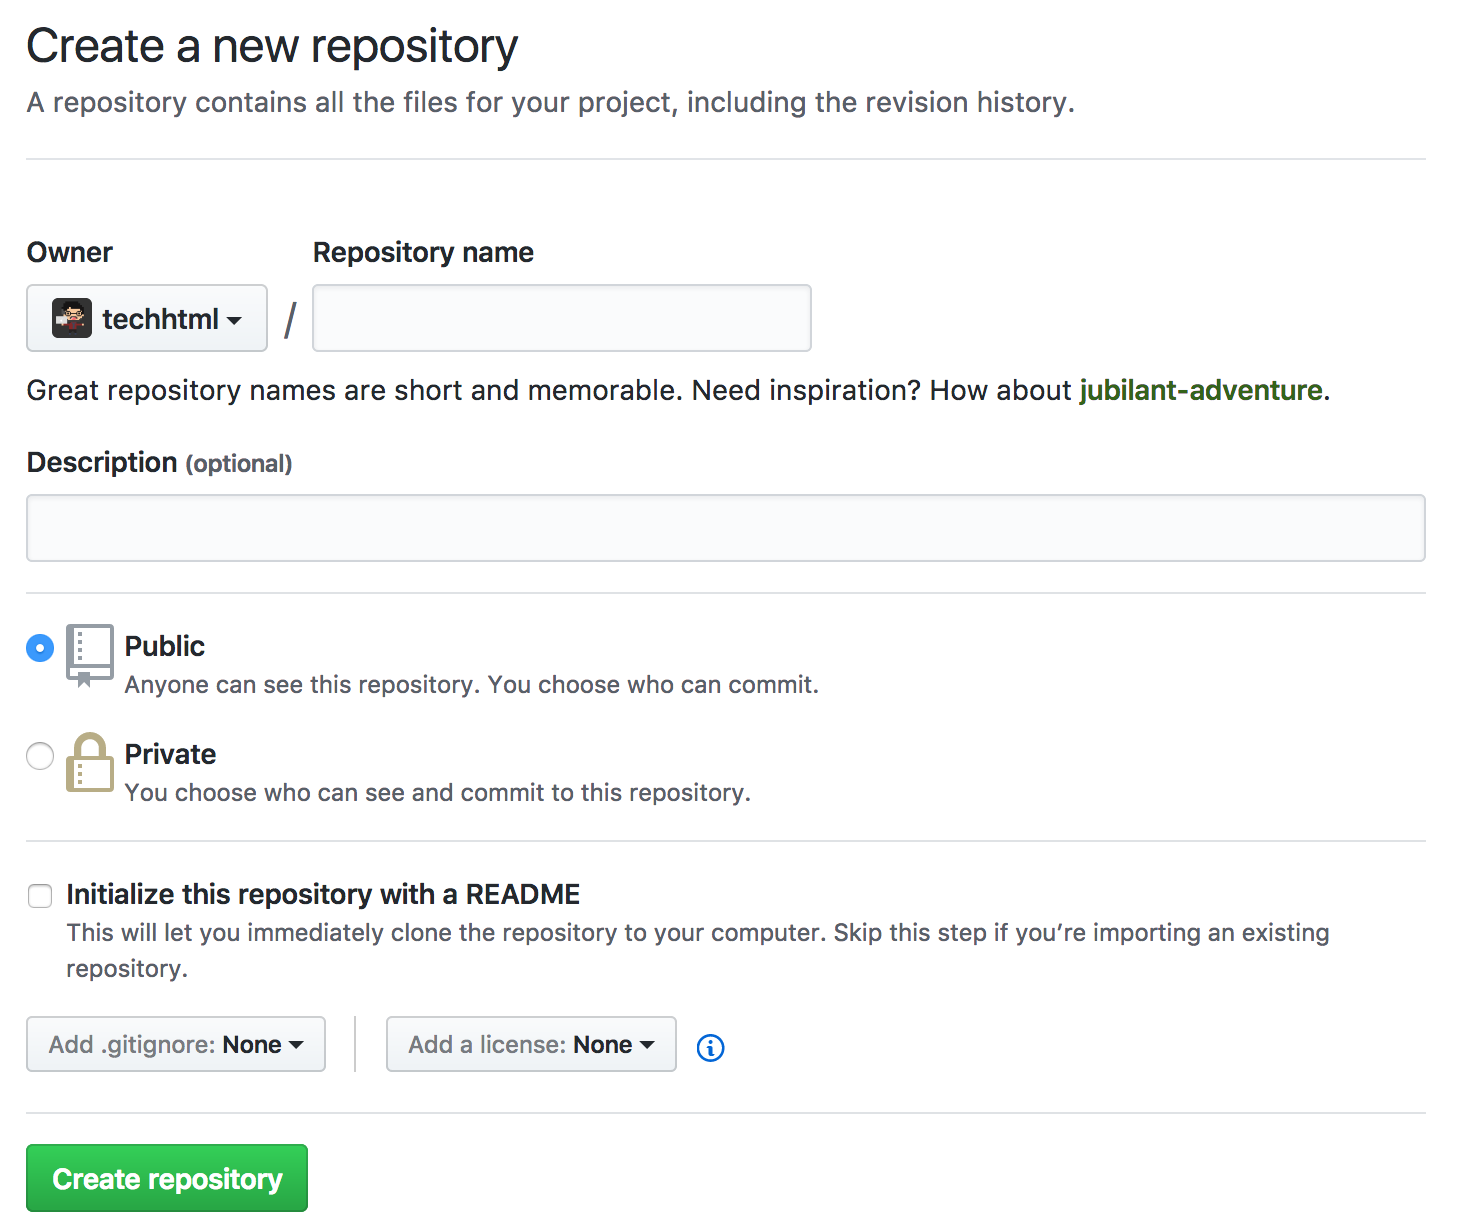 Create a new repository
A repository contains all the files for your project, including the revision history.
Owner
Repository name
techhtml
/
Great repository names are short and memorable. Need inspiration? How about jubilant-adventure.
Description (optional)
Public
Anyone can see this repository. You choose who can commit.
Private
You choose who can see and commit to this repository.
Initialize this repository with a README
This will let you immediately clone the repository to your computer. Skip this step if you’re importing an existing
repository.
Add .gitignore: None
Add a license: None
Create repository